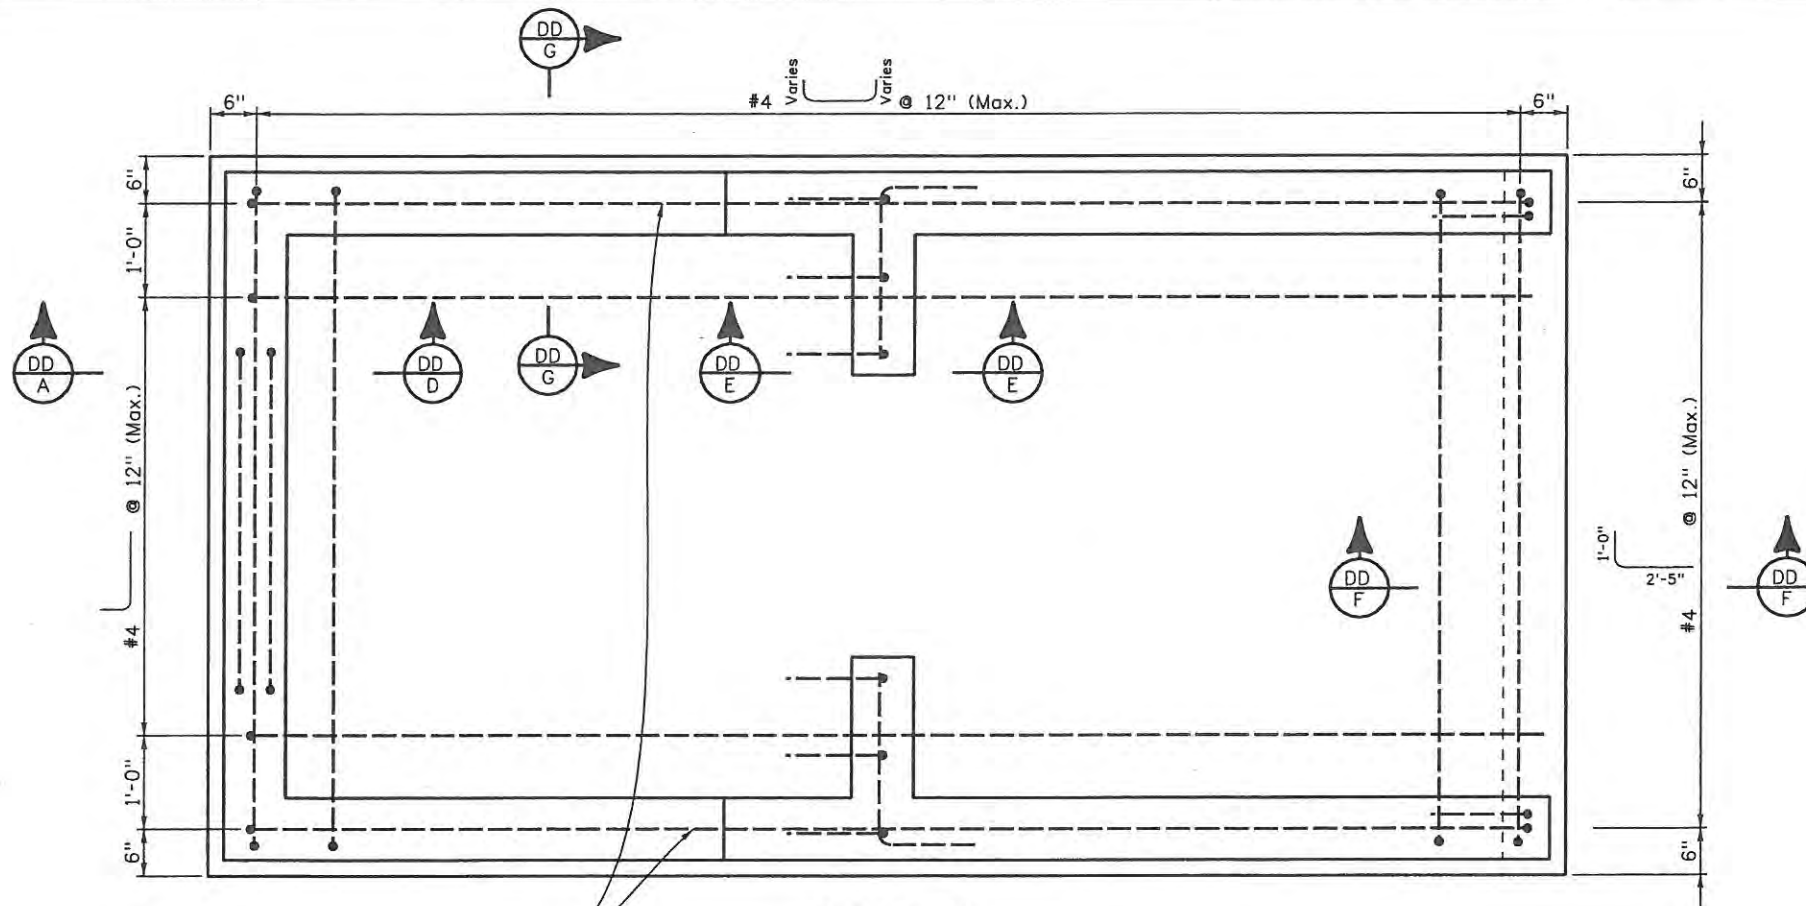 DD
G
Varies
Varies
#4
@ 12" (Max.)
6"
6"
6"
6"
1'-0"
DD
A
DD
D
DD
G
DD
E
DD
E
@ 12" (Max.)
#4
@ 12" (Max.)
#4
1'-0"
2'-5"
DD
F
DD
F
1'-0"
6"
6"